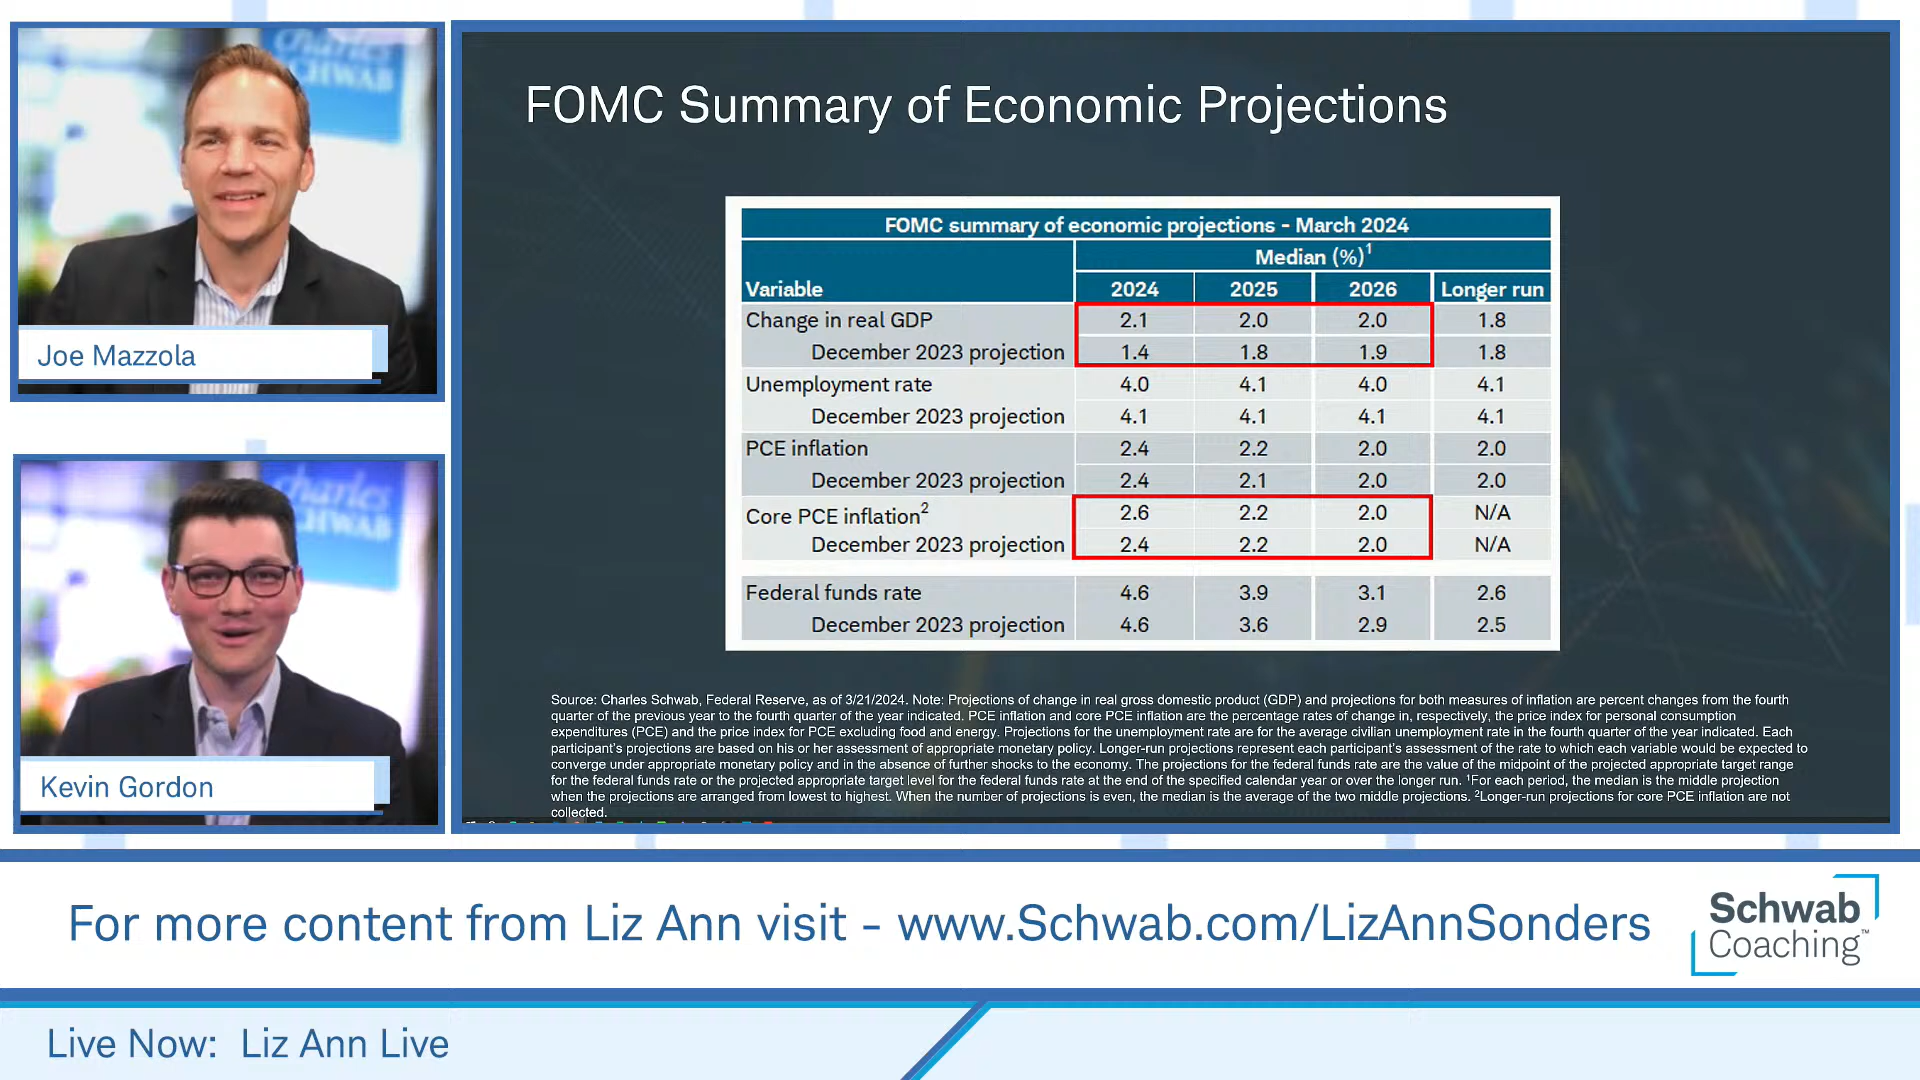 charles
SCHWAB
Joe Mazzola
charles
SCHWAB
Kevin Gordon
FOMC Summary of Economic Projections
FOMC summary of economic projections - March 2024
Median (%)¹
Variable 2024 2025 2026 Longer run
Change in real GDP 2.1 2.0 2.0 1.8
December 2023 projection 1.4 1.8 1.9 1.8
Unemployment rate 4.0 4.1 4.0 4.1
December 2023 projection 4.1 4.1 4.1 4.1
PCE inflation 2.4 2.2 2.0 2.0
December 2023 projection 2.4 2.1 2.0 2.0
Core PCE inflation² 2.6 2.2 2.0 N/A
December 2023 projection 2.4 2.2 2.0 N/A
Federal funds rate 4.6 3.9 3.1 2.6
December 2023 projection 4.6 3.6 2.9 2.5
Source: Charles Schwab, Federal Reserve, as of 3/21/2024. Note: Projections of change in real gross domestic product (GDP) and projections for both measures of inflation are percent changes from the fourth
quarter of the previous year to the fourth quarter of the year indicated. PCE inflation and core PCE inflation are the percentage rates of change in, respectively, the price index for personal consumption
expenditures (PCE) and the price index for PCE excluding food and energy. Projections for the unemployment rate are for the average civilian unemployment rate in the fourth quarter of the year indicated. Each
participant's projections are based on his or her assessment of appropriate monetary policy. Longer-run projections represent each participant's assessment of the rate to which each variable would be expected to
converge under appropriate monetary policy and in the absence of further shocks to the economy. The projections for the federal funds rate are the value of the midpoint of the projected appropriate target range
for the federal funds rate or the projected appropriate target level for the federal funds rate at the end of the specified calendar year or over the longer run. ¹For each period, the median is the middle projection
when the projections are arranged from lowest to highest. When the number of projections is even, the median is the average of the two middle projections. ²Longer-run projections for core PCE inflation are not
collected.
For more content from Liz Ann visit - www.Schwab.com/LizAnnSonders
Schwab
Coaching™
Live Now: Liz Ann Live